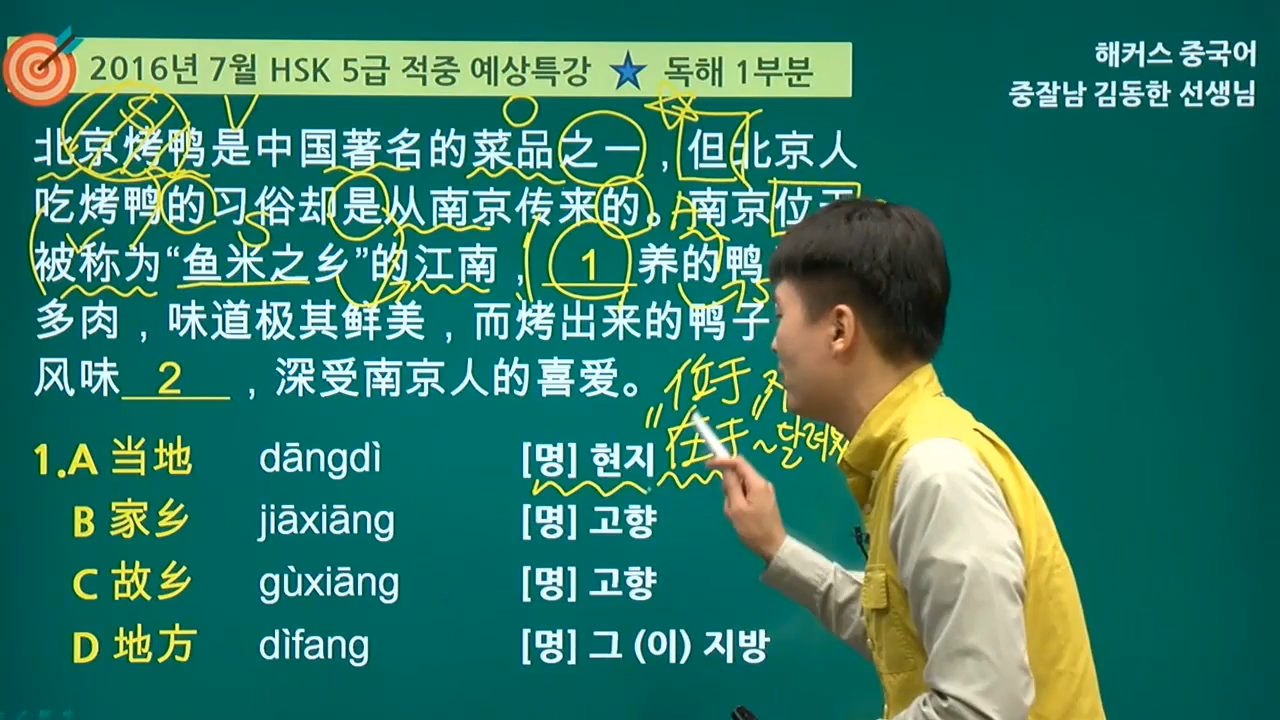 2016년 7월 HSK 5급 적중 예상특강 ★ 독해 1부분
해커스 중국어
중잘남 김동한 선생님
北京烤鸭是中国著名的菜品之一，但北京人
吃烤鸭的习俗却是从南京传来的。南京位于
被称为“鱼米之乡”的江南，1养的鸭
多肉，味道极其鲜美，而烤出来的鸭子
风味2，深受南京人的喜爱。
位于
在于 ~달려
1.A 当地 dāngdì [명] 현지
B 家乡 jiāxiāng [명] 고향
C 故乡 gùxiāng [명] 고향
D 地方 dìfang [명] 그 (이) 지방